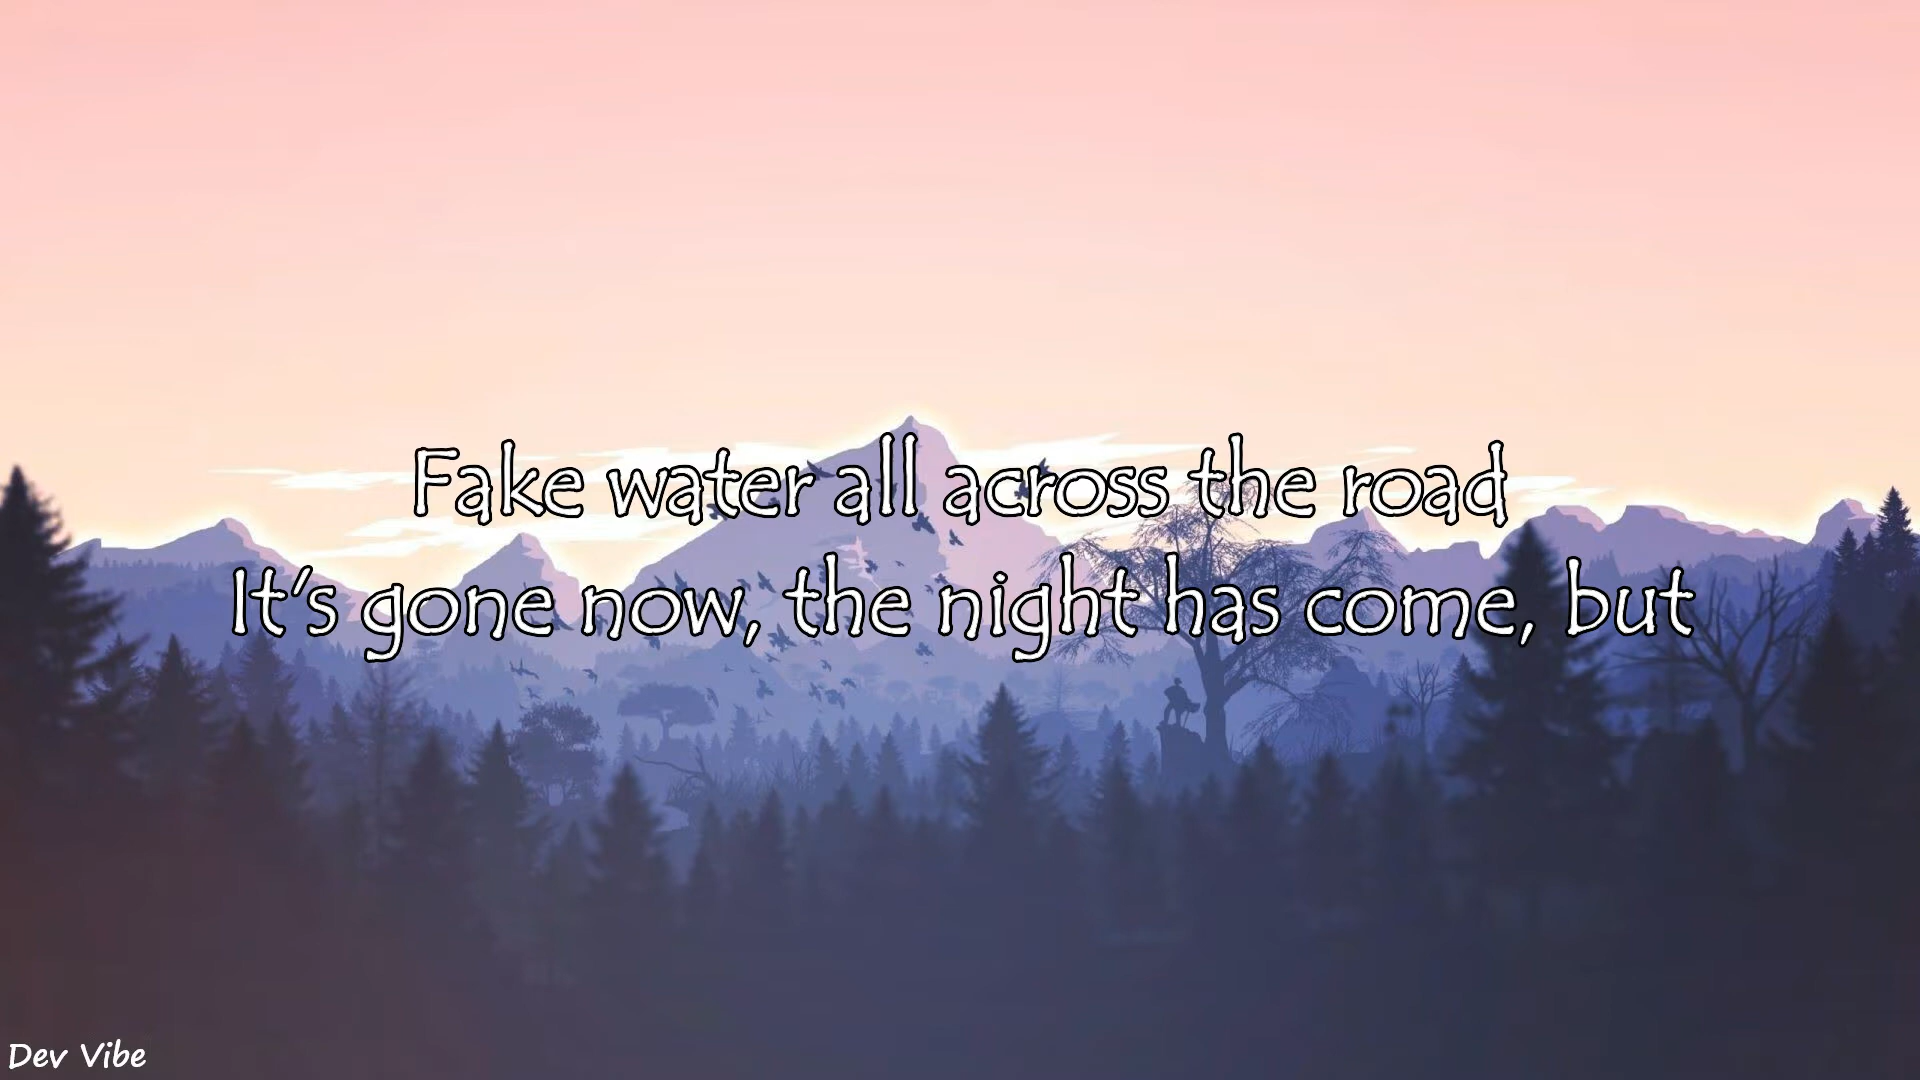 Fake water all across the road
It's gone now, the night has come, but
Dev Vibe